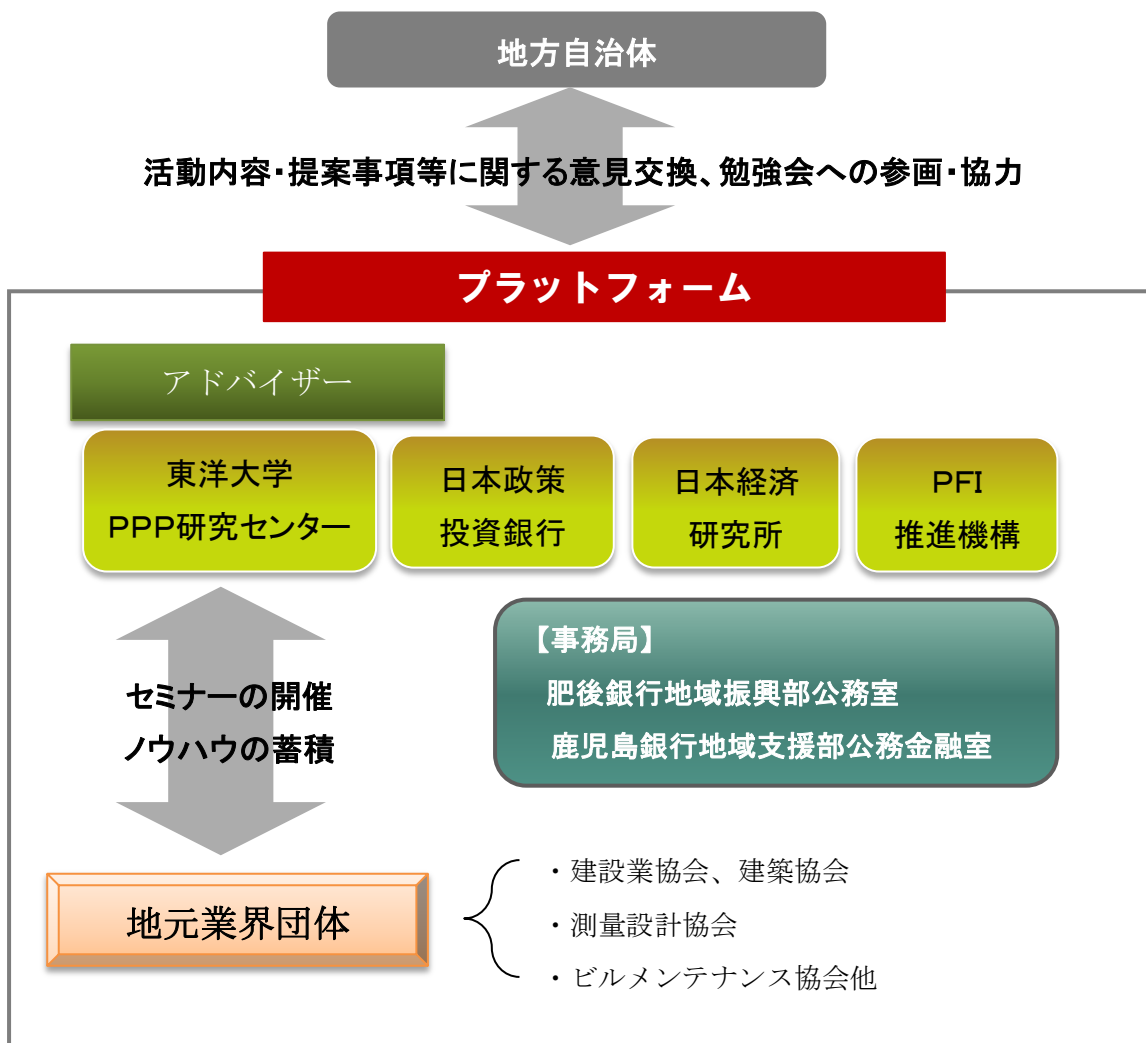 地方自治体
活動内容・提案事項等に関する意見交換、勉強会への参画・協力
プラットフォーム
アドバイザー
東洋大学
PPP研究センター
日本政策
投資銀行
日本経済
研究所
PFI
推進機構
セミナーの開催
ノウハウの蓄積
【事務局】
肥後銀行地域振興部公務室
鹿児島銀行地域支援部公務金融室
地元業界団体
・建設業協会、建築協会
・測量設計協会
・ビルメンテナンス協会他